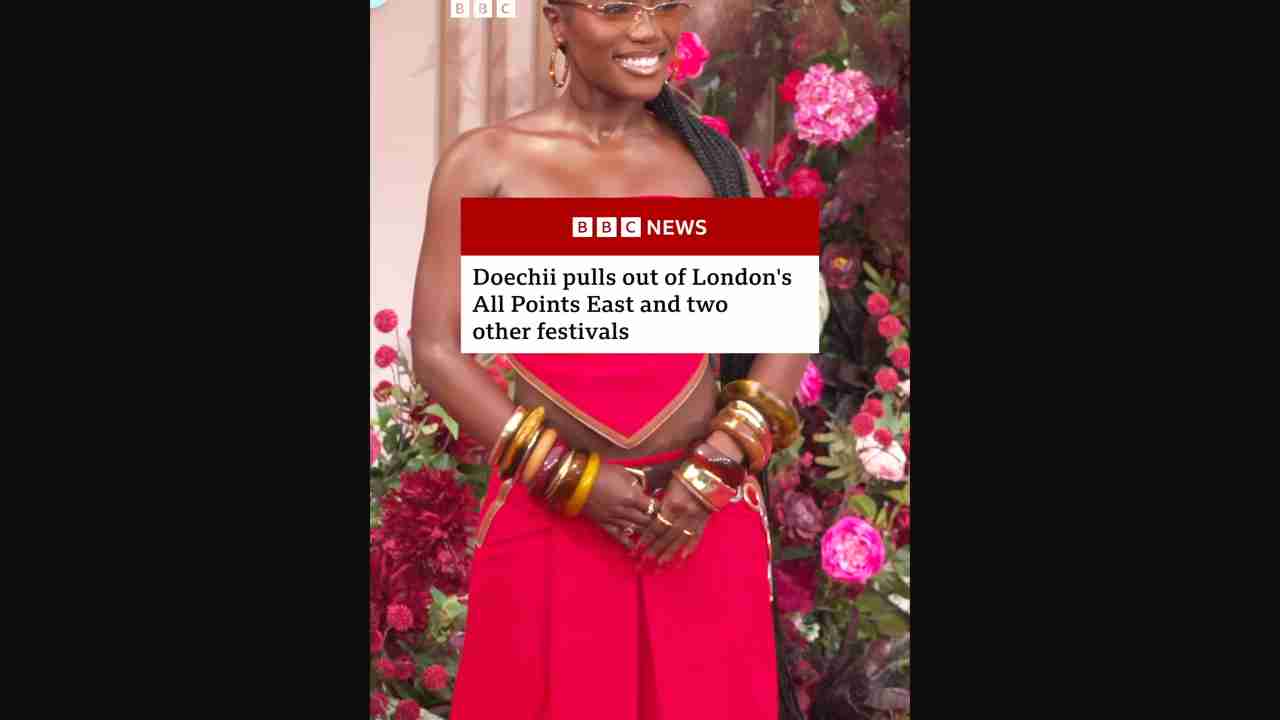 BBC
BBC NEWS
Doechii pulls out of London's
All Points East and two
other festivals